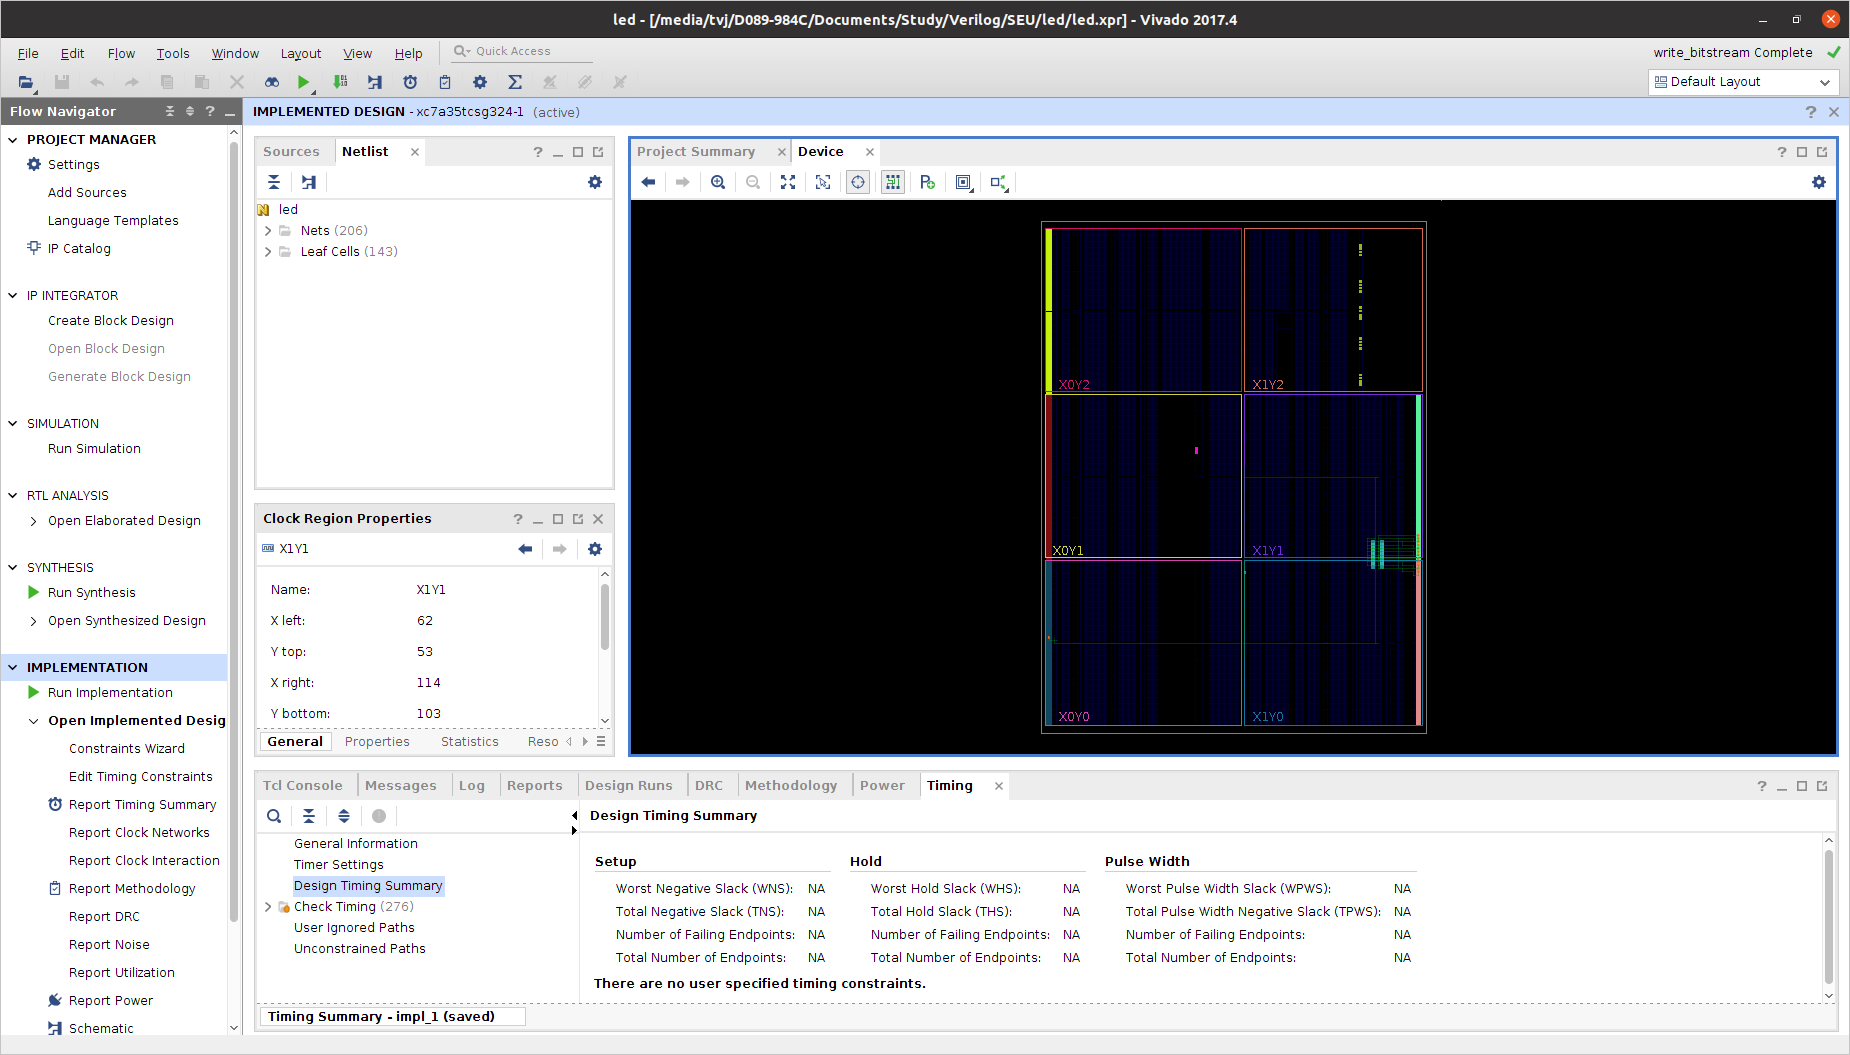 led - [/media/tvj/D089-984C/Documents/Study/Verilog/SEU/led/led.xpr] - Vivado 2017.4
File Edit Flow Tools Window Layout View Help Quick Access
write_bitstream Complete
Default Layout
Flow Navigator
PROJECT MANAGER
Settings
Add Sources
Language Templates
IP Catalog
IP INTEGRATOR
Create Block Design
Open Block Design
Generate Block Design
SIMULATION
Run Simulation
RTL ANALYSIS
Open Elaborated Design
SYNTHESIS
Run Synthesis
Open Synthesized Design
IMPLEMENTATION
Run Implementation
Open Implemented Desig
Constraints Wizard
Edit Timing Constraints
Report Timing Summary
Report Clock Networks
Report Clock Interaction
Report Methodology
Report DRC
Report Noise
Report Utilization
Report Power
Schematic
IMPLEMENTED DESIGN - xc7a35tcsg324-1 (active)
Sources Netlist
led
Nets (206)
Leaf Cells (143)
Clock Region Properties
X1Y1
Name: X1Y1
X left: 62
Y top: 53
X right: 114
Y bottom: 103
General Properties Statistics Reso
Project Summary Device
X0Y2 X1Y2
X0Y1 X1Y1
X0Y0 X1Y0
Tcl Console Messages Log Reports Design Runs DRC Methodology Power Timing
General Information
Timer Settings
Design Timing Summary
Check Timing (276)
User Ignored Paths
Unconstrained Paths
Design Timing Summary
Setup Hold Pulse Width
Worst Negative Slack (WNS): NA Worst Hold Slack (WHS): NA Worst Pulse Width Slack (WPWS): NA
Total Negative Slack (TNS): NA Total Hold Slack (THS): NA Total Pulse Width Negative Slack (TPWS): NA
Number of Failing Endpoints: NA Number of Failing Endpoints: NA Number of Failing Endpoints: NA
Total Number of Endpoints: NA Total Number of Endpoints: NA Total Number of Endpoints: NA
There are no user specified timing constraints.
Timing Summary - impl_1 (saved)